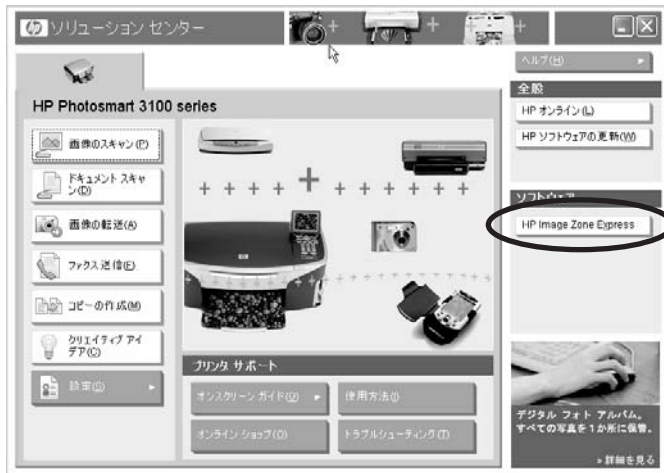 hp ソリューション センター
ヘルプ(H)
HP Photosmart 3100 series
画像のスキャン(P)
ドキュメント スキャ
ン(D)
画像の転送(A)
ファクス送信(E)
コピーの作成(M)
クリエイティブ アイ
デア(C)
設定(G)
プリンタ サポート
オンスクリーン ガイド(U)
使用方法(I)
オンライン ショップ(O)
トラブルシューティング(T)
全般
HP オンライン(L)
HP ソフトウェアの更新(W)
ソフトウェア
HP Image Zone Express
デジタル フォト アルバム。
すべての写真を1か所に保管。
»詳細を見る